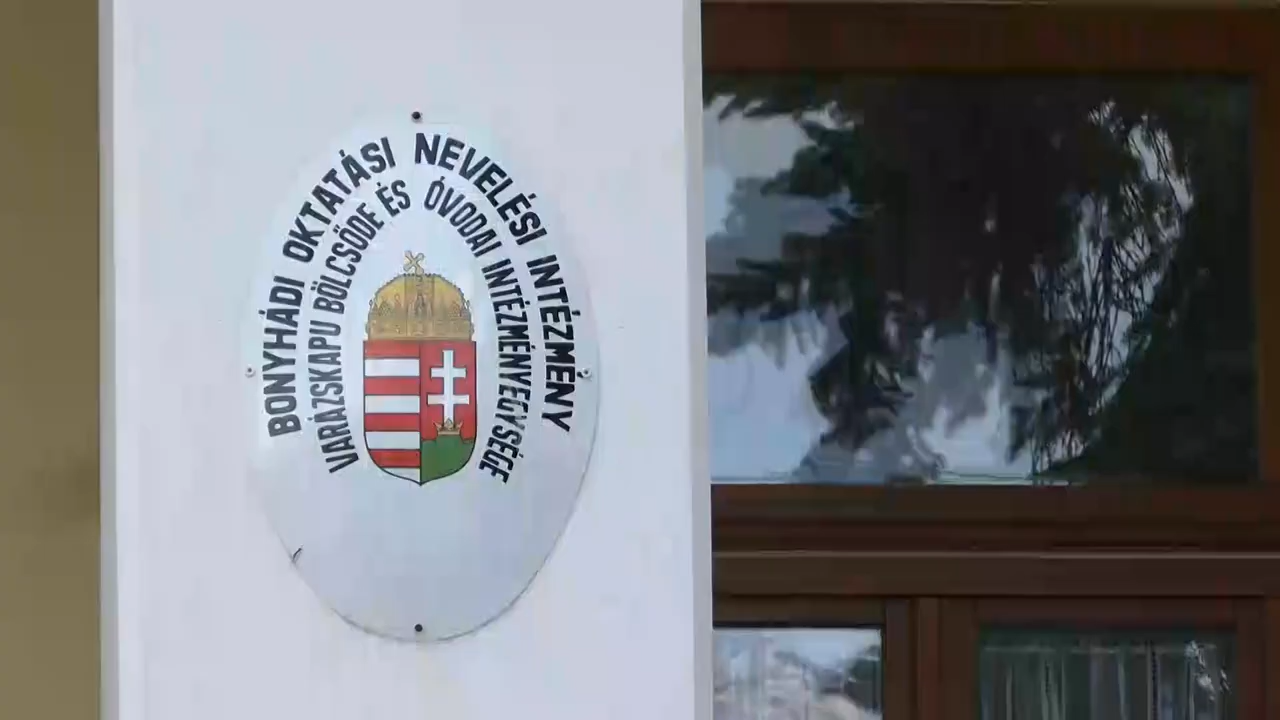 BONYHÁDI OKTATÁSI NEVELÉSI INTÉZMÉNY
VARÁZSKAPU BÖLCSŐDE ÉS ÓVODAI INTÉZMÉNYEGYSÉGE